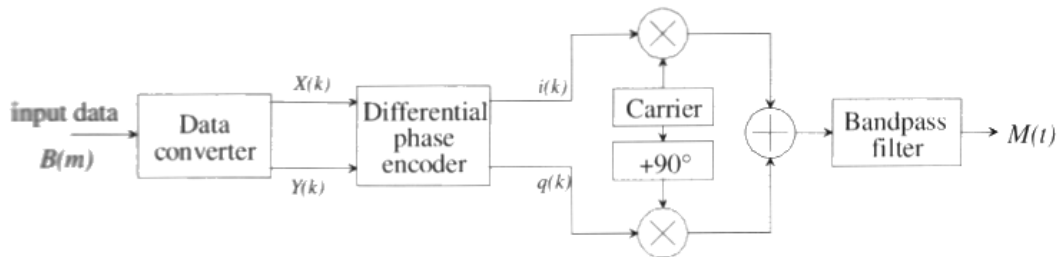 input data
B(m)
Data
converter
X(k)
Y(k)
Differential
phase
encoder
i(k)
q(k)
Carrier
+90°
Bandpass
filter
M(t)